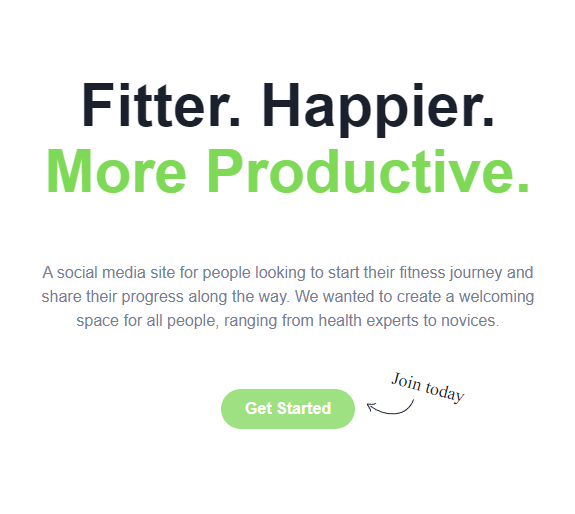 Fitter. Happier.
More Productive.
A social media site for people looking to start their fitness journey and
share their progress along the way. We wanted to create a welcoming
space for all people, ranging from health experts to novices.
Join today
Get Started